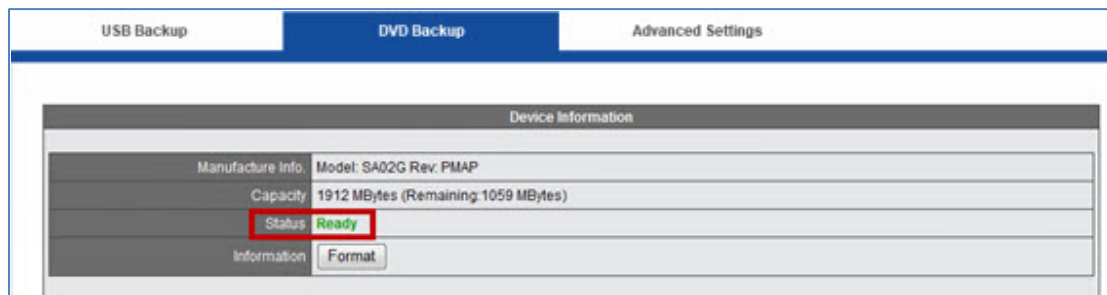 USB Backup DVD Backup Advanced Settings
Device Information
Manufacture Info. Model: SA02G Rev: PMAP
Capacity 1912 MBytes (Remaining:1059 MBytes)
Status Ready
Information Format